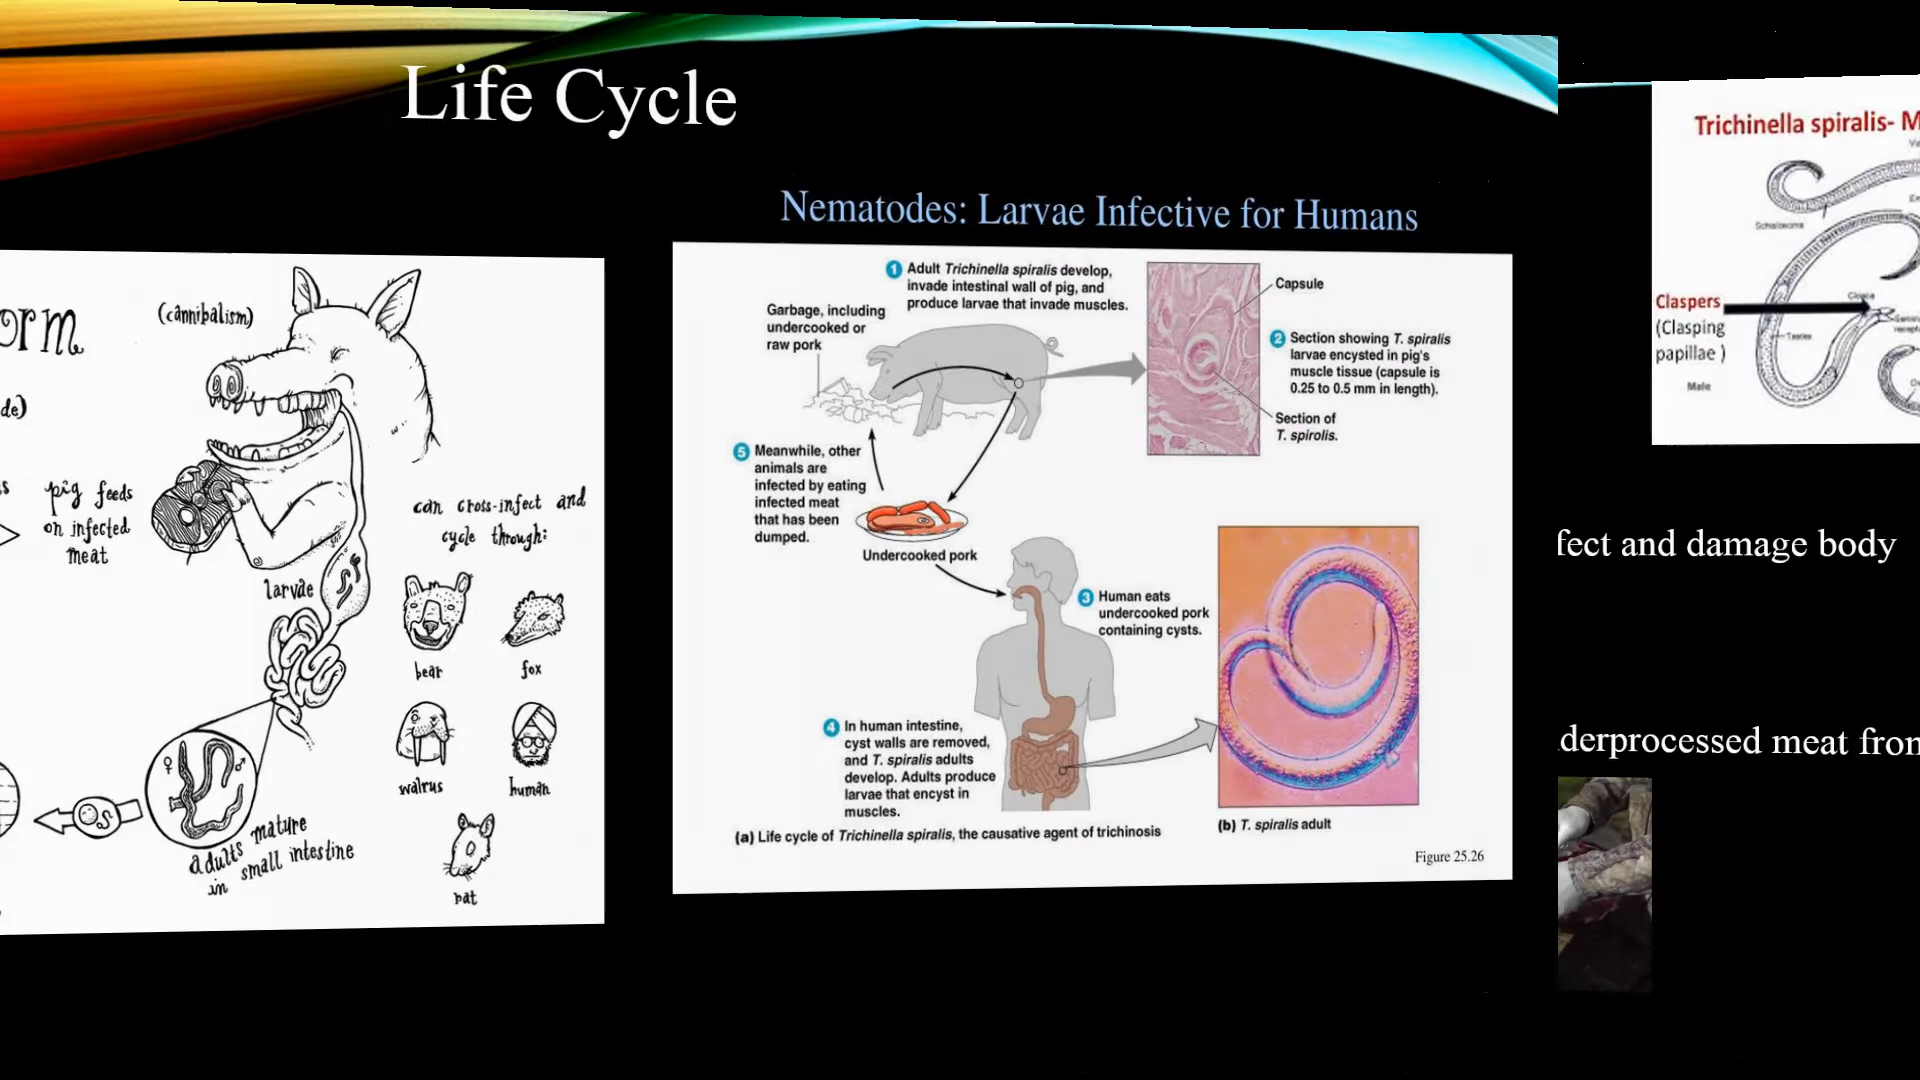 Life Cycle
orm
(cannibalism)
de)
s
pig feeds
on infected
meat
larvae
can cross-infect and
cycle through:
bear
fox
walrus
human
rat
adults mature
in small intestine
Nematodes: Larvae Infective for Humans
1 Adult Trichinella spiralis develop,
invade intestinal wall of pig, and
produce larvae that invade muscles.
Garbage, including
undercooked or
raw pork
Capsule
2 Section showing T. spiralis
larvae encysted in pig's
muscle tissue (capsule is
0.25 to 0.5 mm in length).
Section of
T. spirolis.
5 Meanwhile, other
animals are
infected by eating
infected meat
that has been
dumped.
Undercooked pork
3 Human eats
undercooked pork
containing cysts.
4 In human intestine,
cyst walls are removed,
and T. spiralis adults
develop. Adults produce
larvae that encyst in
muscles.
(a) Life cycle of Trichinella spiralis, the causative agent of trichinosis
(b) T. spiralis adult
Figure 25.26
Trichinella spiralis- M
Claspers
(Clasping
papillae )
Male
Testes
fect and damage body
derprocessed meat from